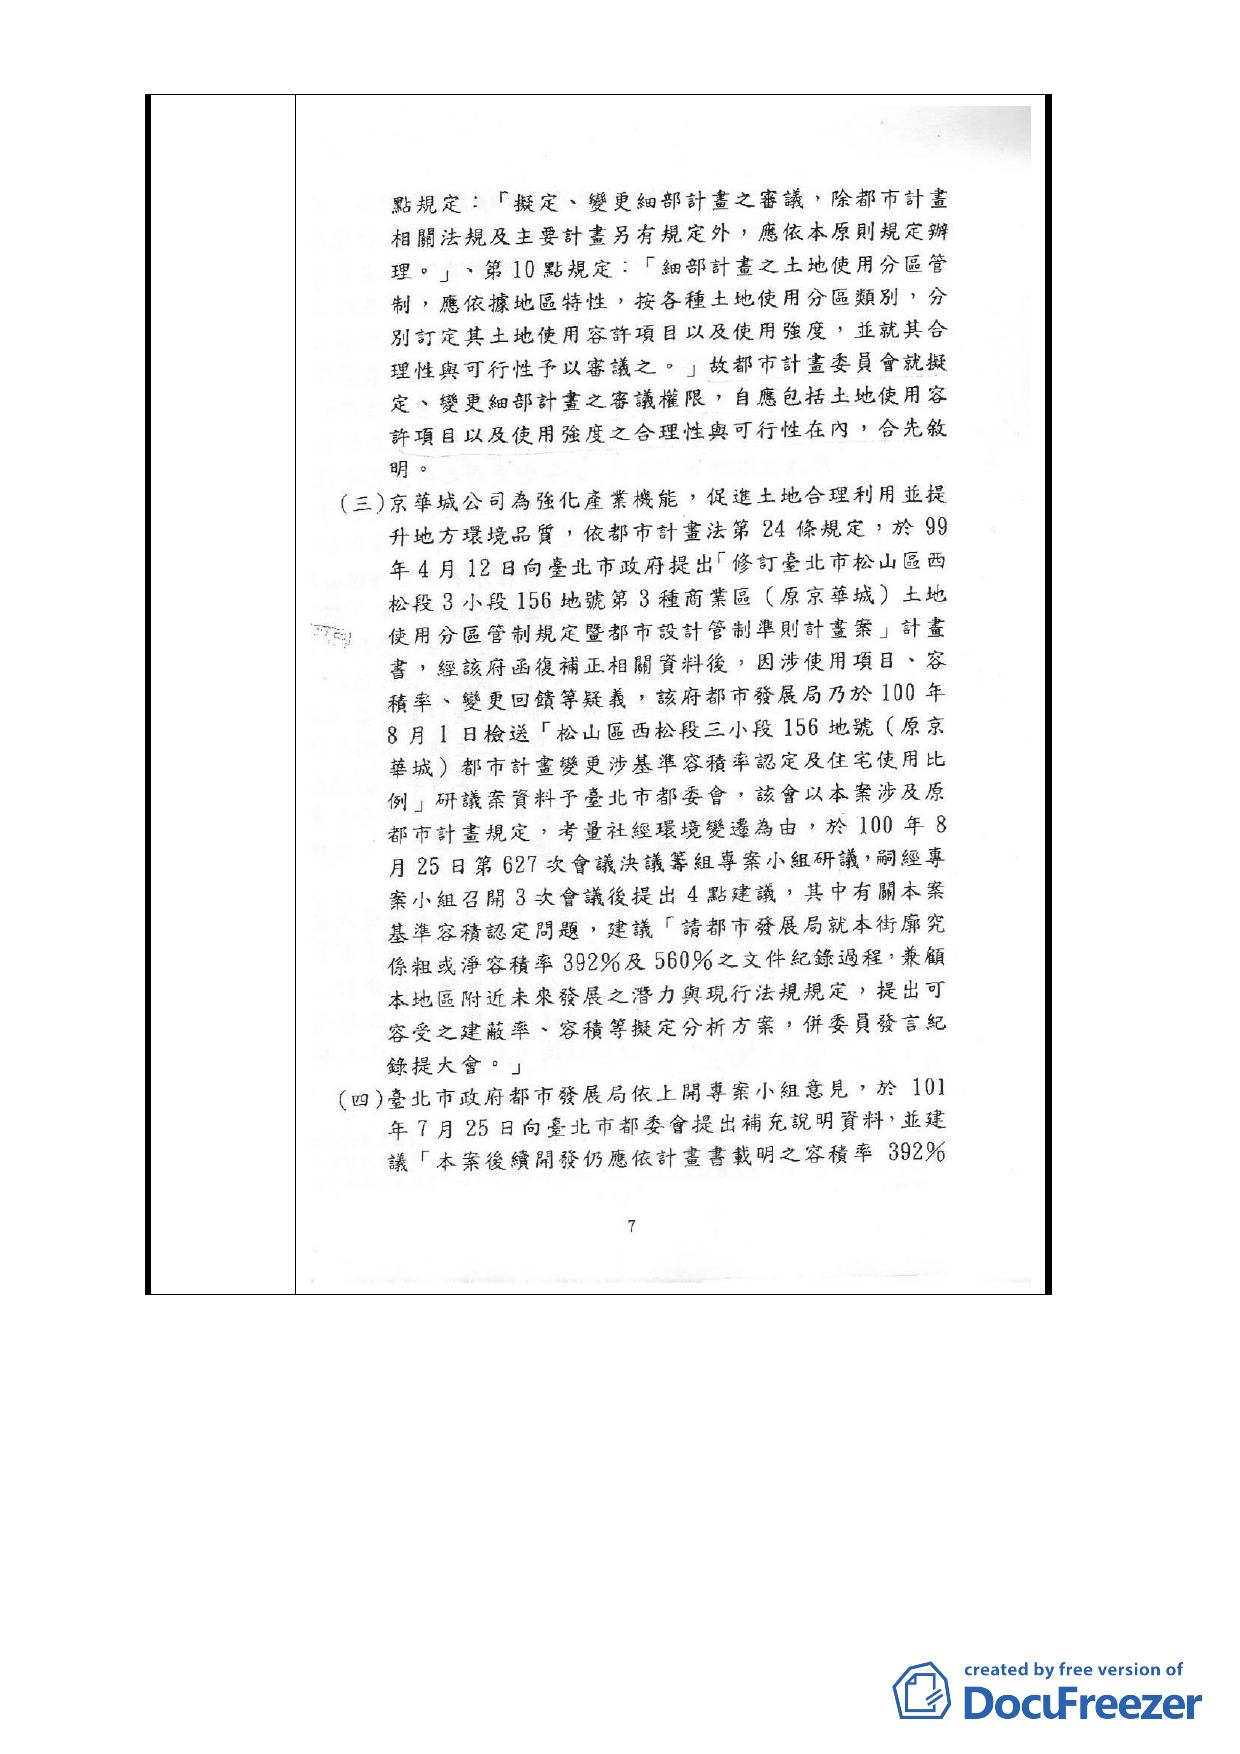 點規定：「擬定、變更細部計畫之審議，除都市計畫
相關法規及主要計畫另有規定外，應依本原則規定辦
理。」、第 10 點規定：「細部計畫之土地使用分區管
制，應依據地區特性，按各種土地使用分區類別，分
別訂定其土地使用容許項目以及使用強度，並就其合
理性與可行性予以審議之。」故都市計畫委員會就擬
定、變更細部計畫之審議權限，自應包括土地使用容
許項目以及使用強度之合理性與可行性在內，合先敘
明。
(三)京華城公司為強化產業機能，促進土地合理利用並提
升地方環境品質，依都市計畫法第 24 條規定，於 99
年 4 月 12 日向臺北市政府提出「修訂臺北市松山區西
松段 3 小段 156 地號第 3 種商業區（原京華城）土地
使用分區管制規定暨都市設計管制準則計畫案」計畫
書，經該府函復補正相關資料後，因涉使用項目、容
積率、變更回饋等疑義，該府都市發展局乃於 100 年
8 月 1 日檢送「松山區西松段三小段 156 地號（原京
華城）都市計畫變更涉基準容積率認定及住宅使用比
例」研議案資料予臺北市都委會，該會以本案涉及原
都市計畫規定，考量社經環境變遷為由，於 100 年 8
月 25 日第 627 次會議決議籌組專案小組研議，嗣經專
案小組召開 3 次會議後提出 4 點建議，其中有關本案
基準容積認定問題，建議「請都市發展局就本街廓究
係粗或淨容積率 392%及 560%之文件紀錄過程，兼顧
本地區附近未來發展之潛力與現行法規規定，提出可
容受之建蔽率、容積等擬定分析方案，併委員發言紀
錄提大會。」
(四)臺北市政府都市發展局依上開專案小組意見，於 101
年 7 月 25 日向臺北市都委會提出補充說明資料，並建
議「本案後續開發仍應依計畫書載明之容積率 392%
7
created by free version of
DocuFreezer